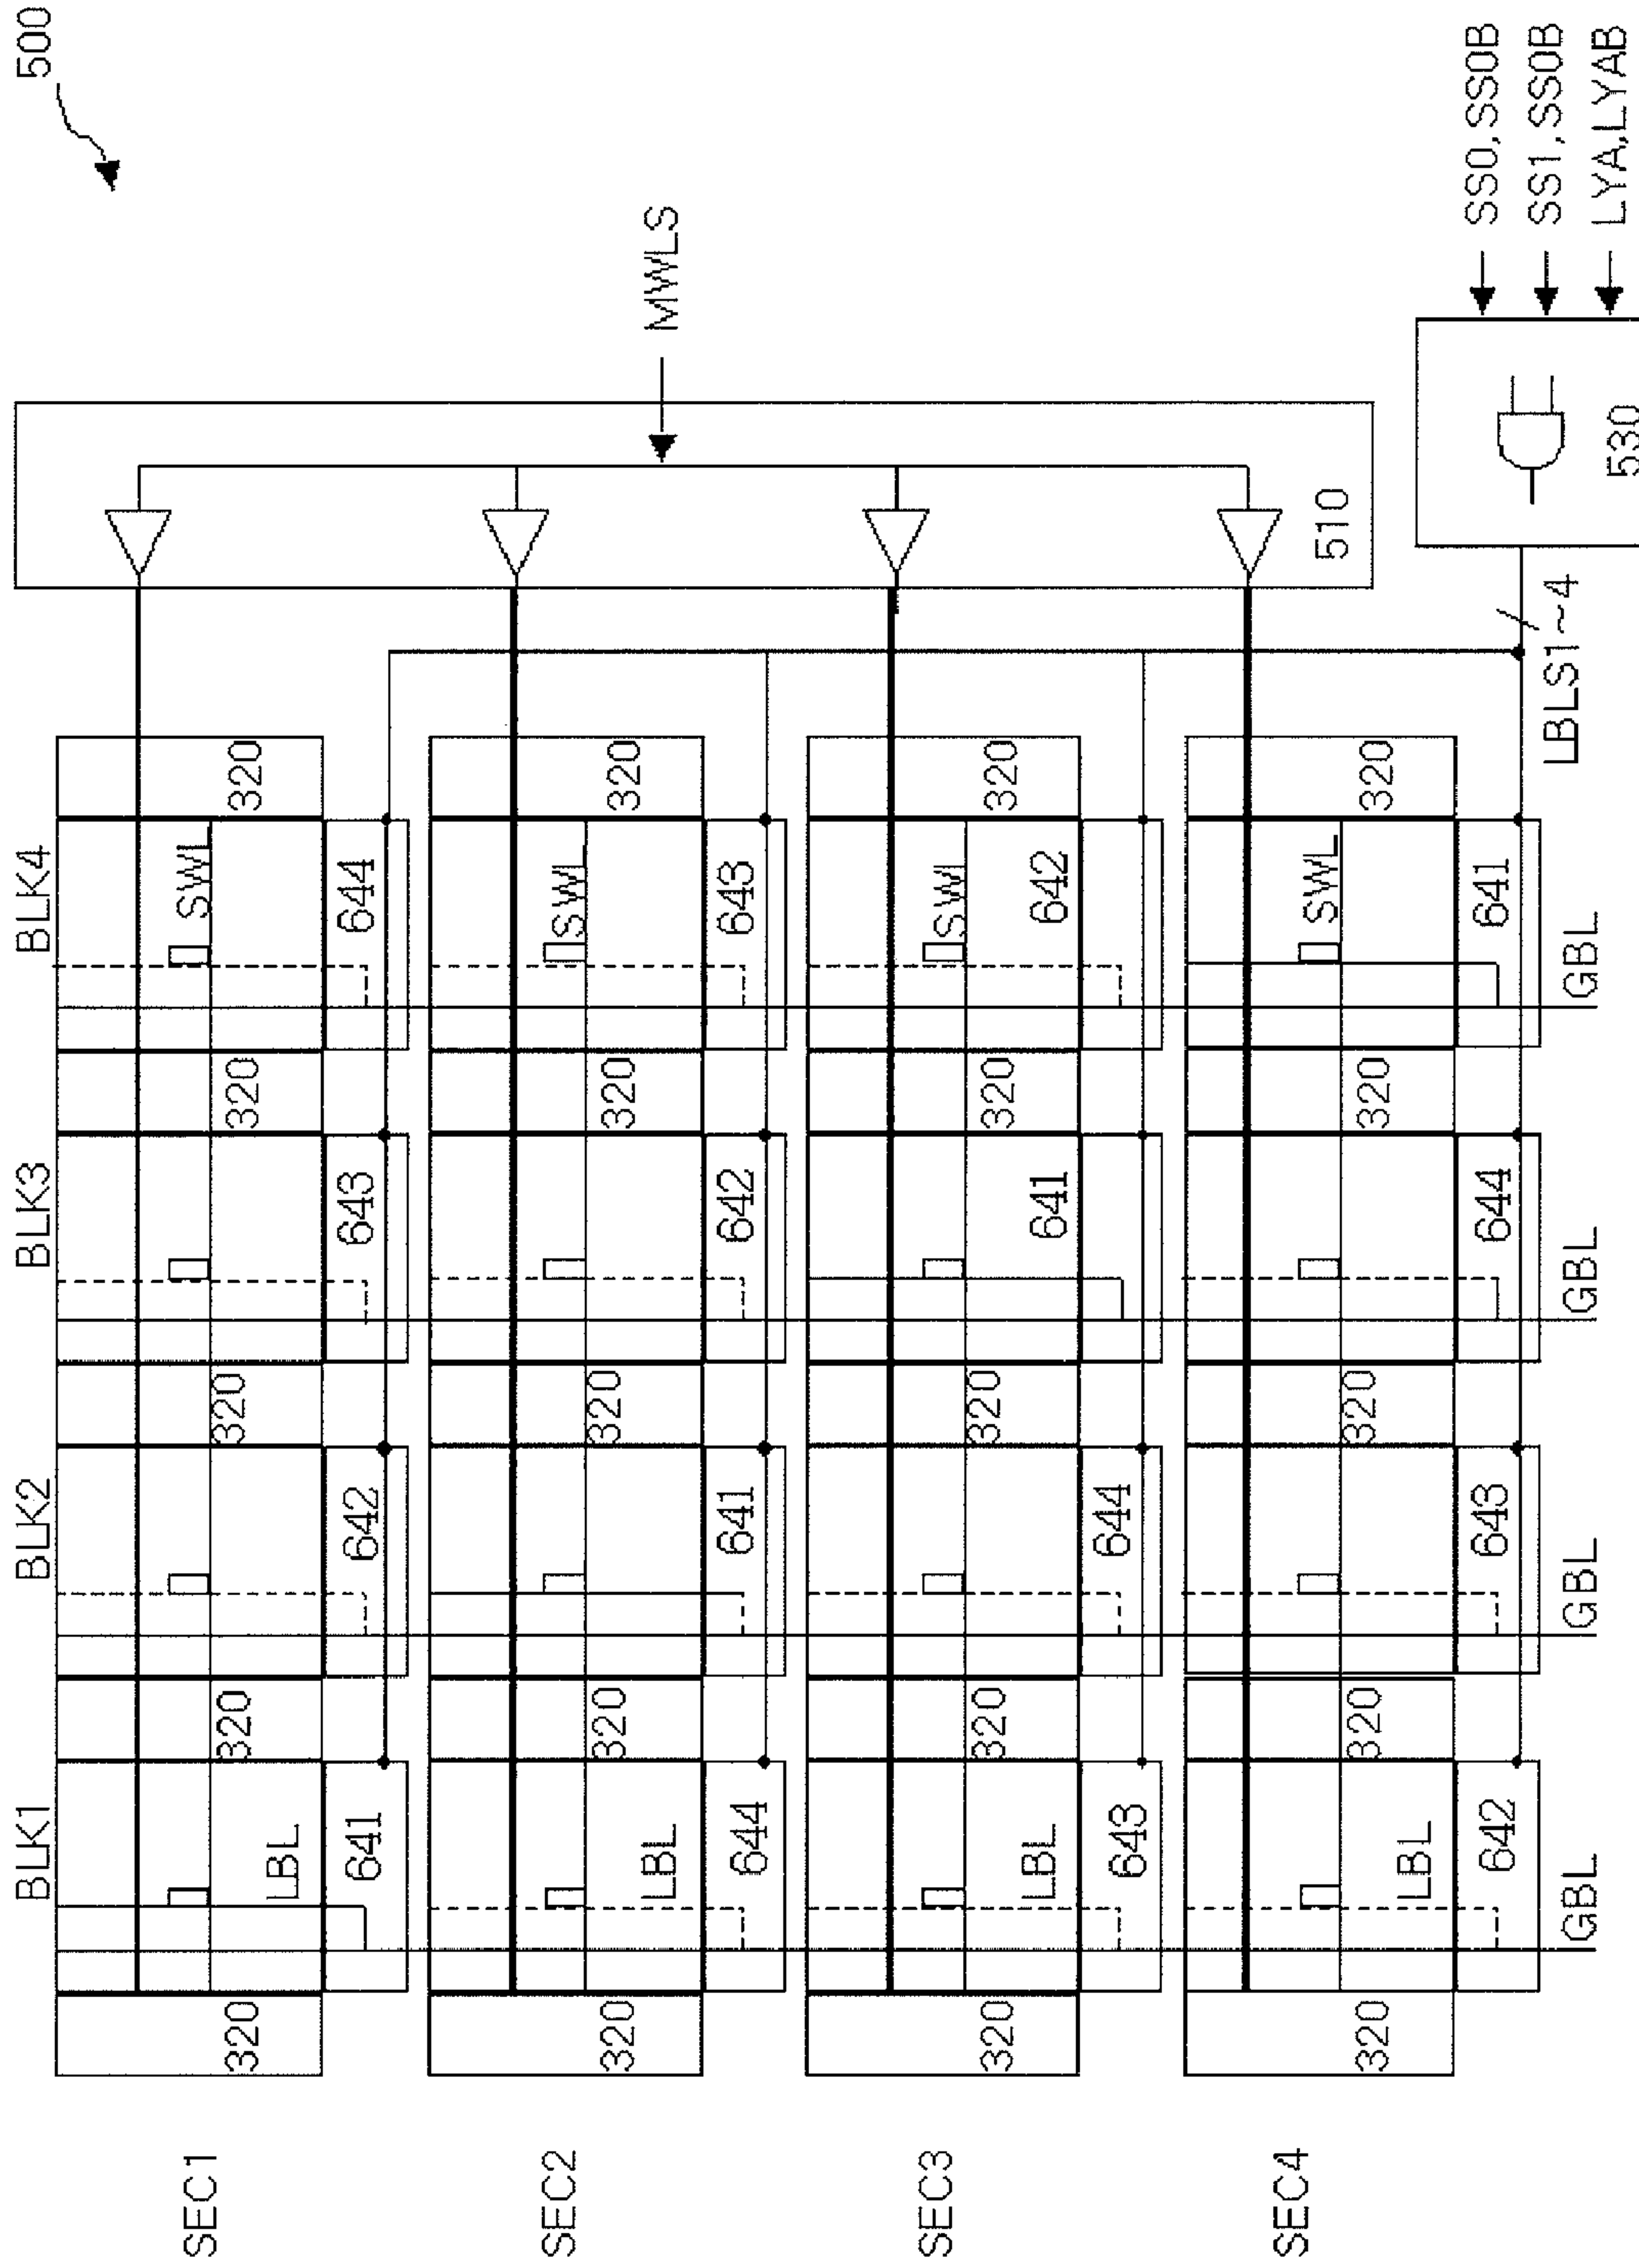 BLK1 BLK2 BLK3 BLK4 500
SEC1 SWL
320 320 320 320 320
LBL
641 642 643 644
SEC2 SWL
320 320 320 320 320
LBL MWLS
644 641 642 643
SEC3 SWL
320 320 320 320 320
LBL 641 642
643 644
SEC4 SWL
510
320 320 320 320 320
LBL
642 643 644 641
SS0,SS0B
LBLS1~4 SS1,SS0B
GBL GBL GBL GBL
LYA,LYAB
530